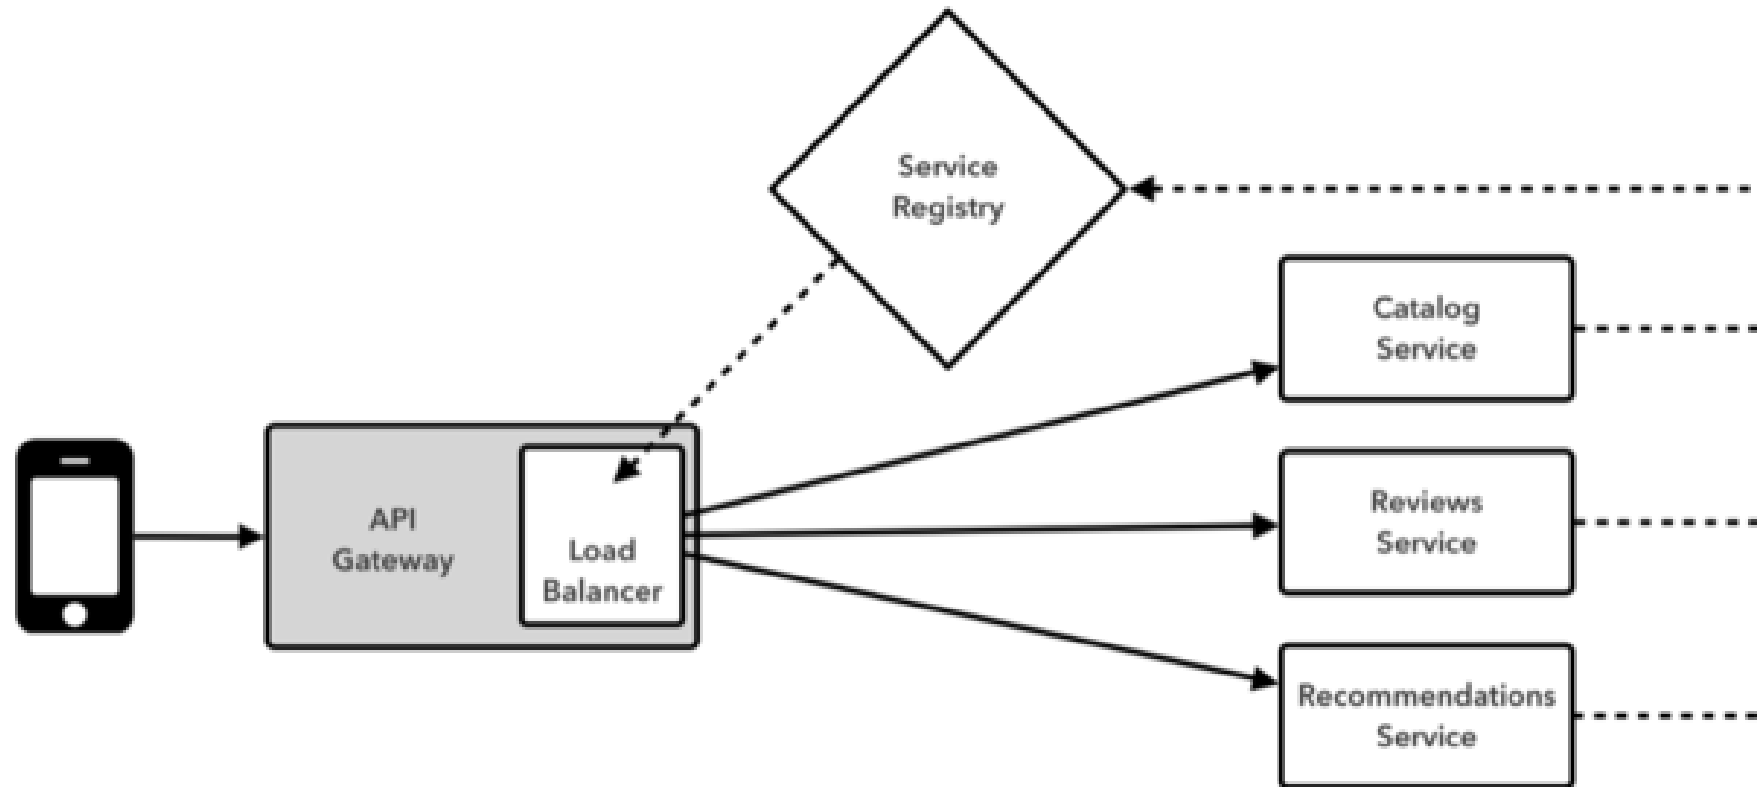 Service
Registry
Catalog
Service
API
Gateway
Load
Balancer
Reviews
Service
Recommendations
Service